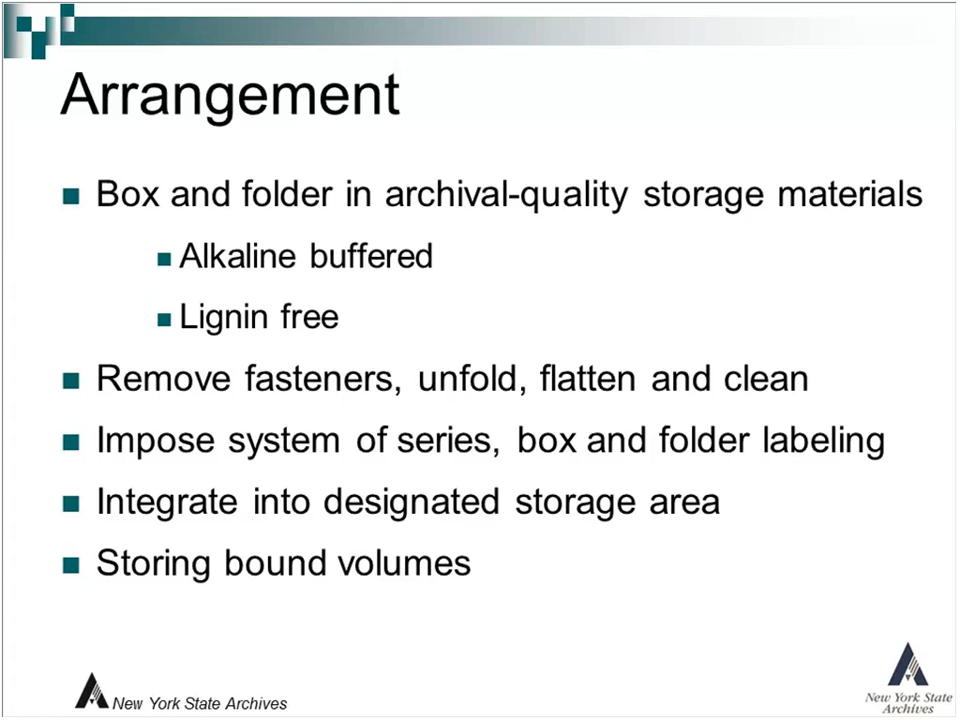 Arrangement
Box and folder in archival-quality storage materials
Alkaline buffered
Lignin free
Remove fasteners, unfold, flatten and clean
Impose system of series, box and folder labeling
Integrate into designated storage area
Storing bound volumes
New York State Archives
New York State
Archives